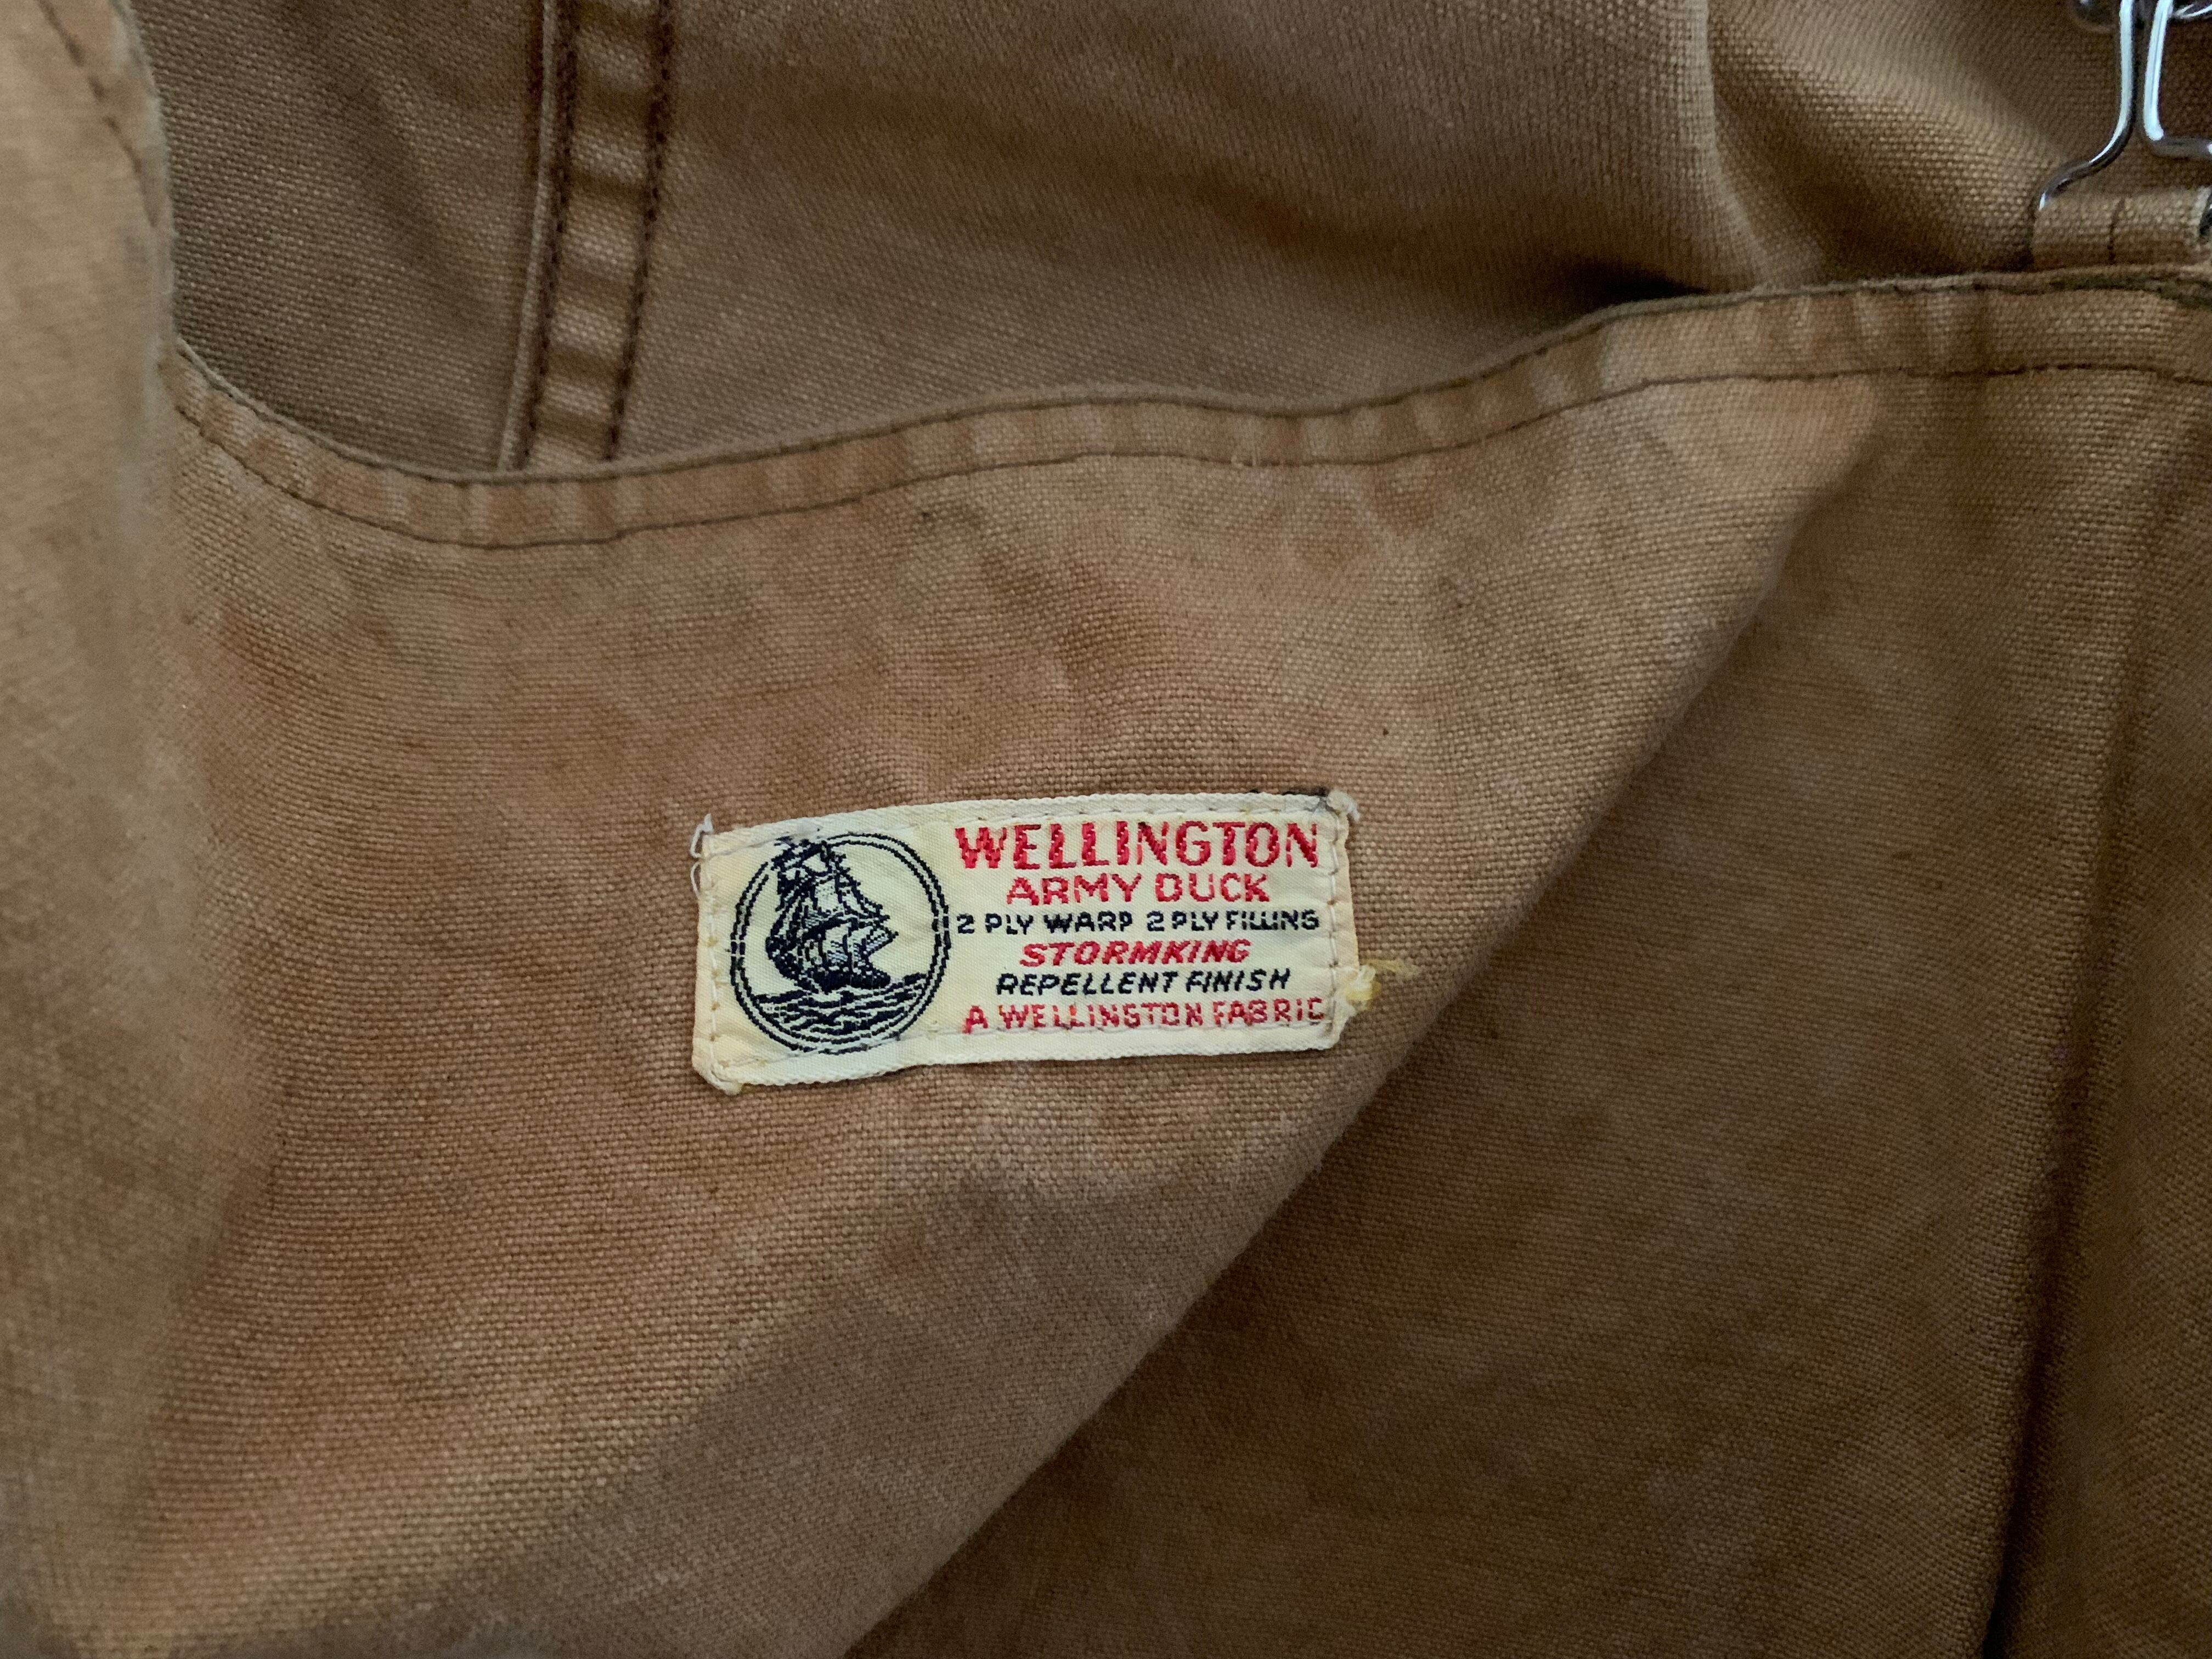 WELLINGTON
ARMY DUCK
2 PLY WARP 2 PLY FILLING
STORMKING
REPELLENT FINISH
A WELLINGTON FABRIC